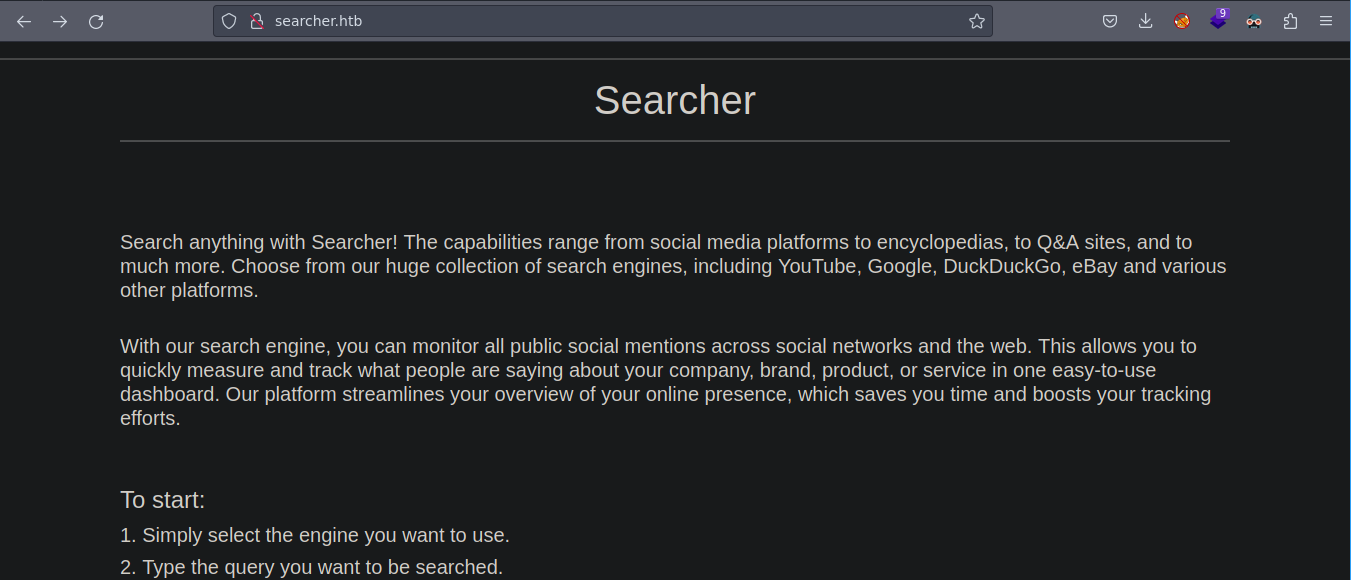 searcher.htb
9
Searcher
Search anything with Searcher! The capabilities range from social media platforms to encyclopedias, to Q&A sites, and to
much more. Choose from our huge collection of search engines, including YouTube, Google, DuckDuckGo, eBay and various
other platforms.
With our search engine, you can monitor all public social mentions across social networks and the web. This allows you to
quickly measure and track what people are saying about your company, brand, product, or service in one easy-to-use
dashboard. Our platform streamlines your overview of your online presence, which saves you time and boosts your tracking
efforts.
To start:
1. Simply select the engine you want to use.
2. Type the query you want to be searched.